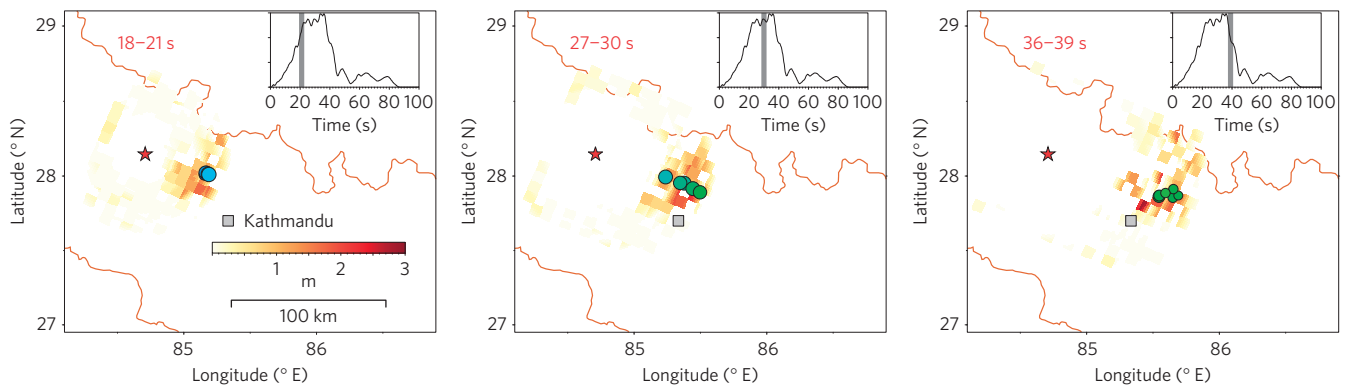 29
28
27
Latitude (° N)
18–21 s
0 20 40 60 80 100
Time (s)
Kathmandu
1 2 3
m
100 km
85 86
Longitude (° E)
29
28
27
Latitude (° N)
27–30 s
0 20 40 60 80 100
Time (s)
85 86
Longitude (° E)
29
28
27
Latitude (° N)
36–39 s
0 20 40 60 80 100
Time (s)
85 86
Longitude (° E)